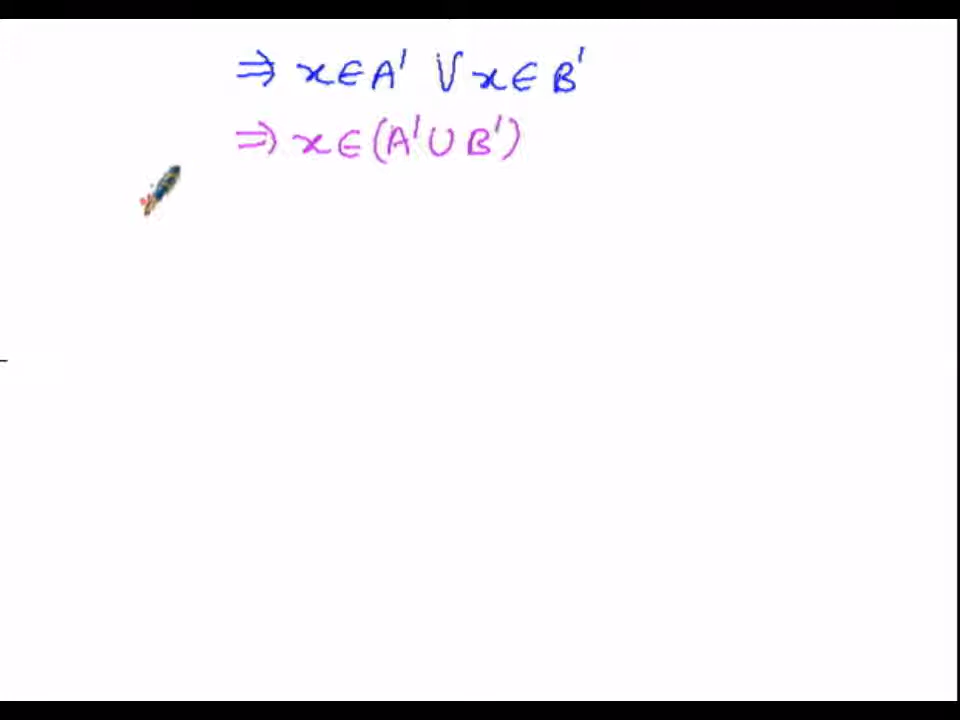 ⇒ x∈A' ∨ x∈B'
⇒ x∈(A'∪B')